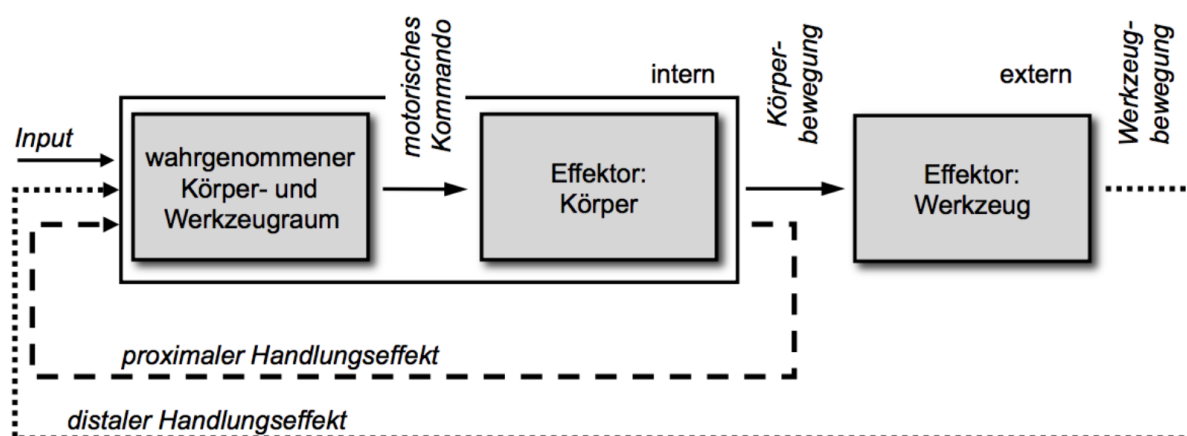 Input
wahrgenommener
Körper- und
Werkzeugraum
motorisches
Kommando
intern
Effektor:
Körper
Körper-
bewegung
extern
Effektor:
Werkzeug
Werkzeug-
bewegung
proximaler Handlungseffekt
distaler Handlungseffekt